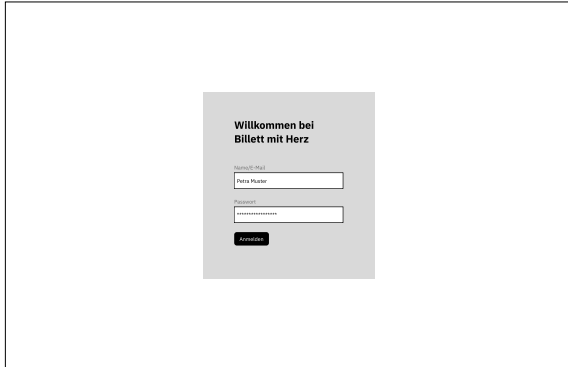 Willkommen bei
Billett mit Herz
Name/E-Mail
Petra Muster
Passwort
*****************
Anmelden